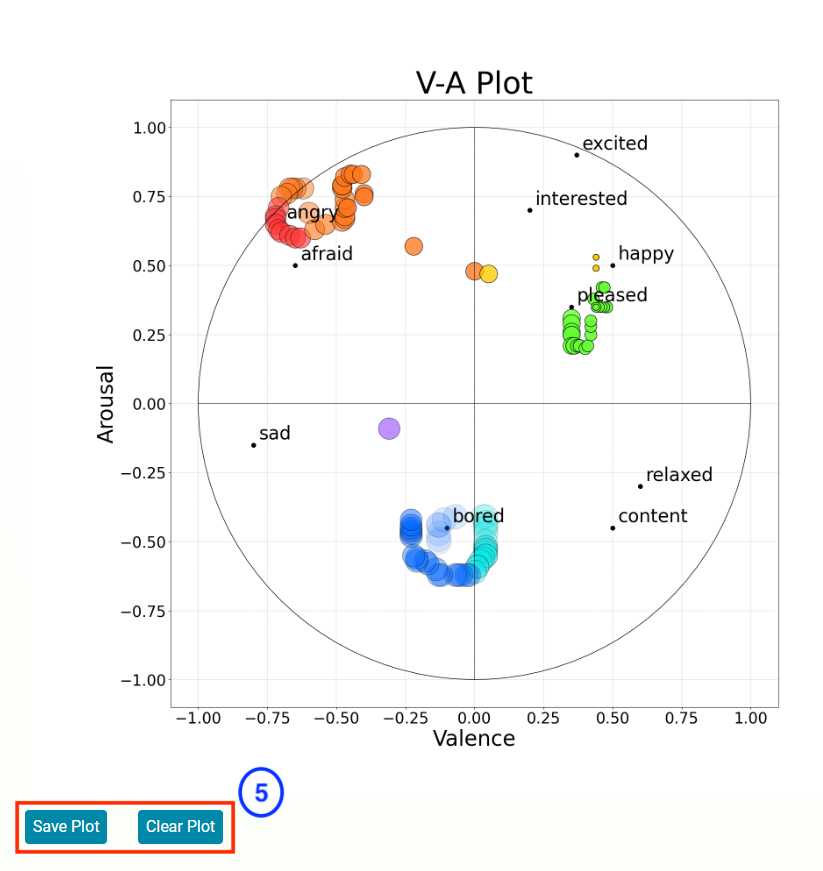 V-A Plot
1.00
excited
0.75
interested
angry
afraid
happy
0.50
pleased
0.25
Arousal
0.00
sad
−0.25
relaxed
bored
content
−0.50
−0.75
−1.00
−1.00 −0.75 −0.50 −0.25 0.00 0.25 0.50 0.75 1.00
Valence
5
Save Plot Clear Plot